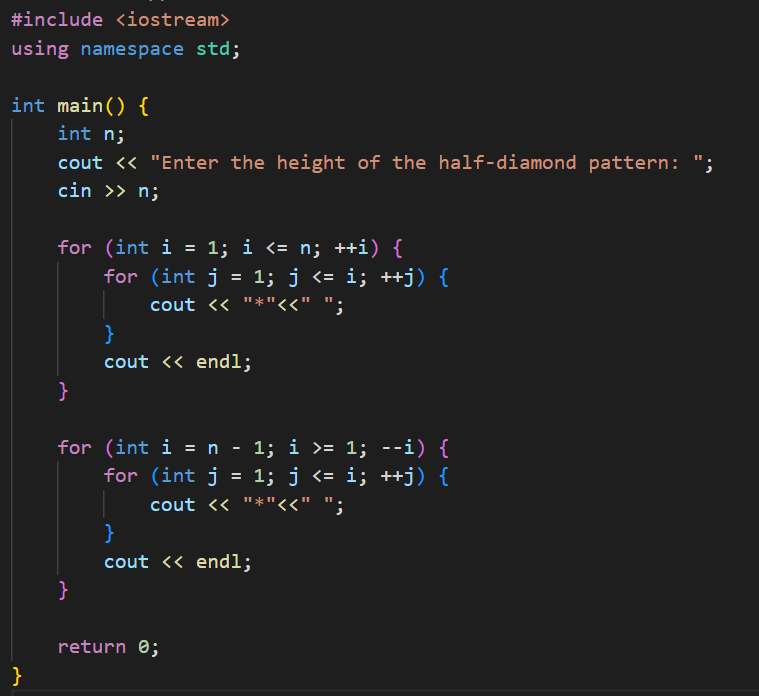 #include <iostream>
using namespace std;

int main() {
    int n;
    cout << "Enter the height of the half-diamond pattern: ";
    cin >> n;

    for (int i = 1; i <= n; ++i) {
        for (int j = 1; j <= i; ++j) {
            cout << "*"<<" ";
        }
        cout << endl;
    }

    for (int i = n - 1; i >= 1; --i) {
        for (int j = 1; j <= i; ++j) {
            cout << "*"<<" ";
        }
        cout << endl;
    }

    return 0;
}